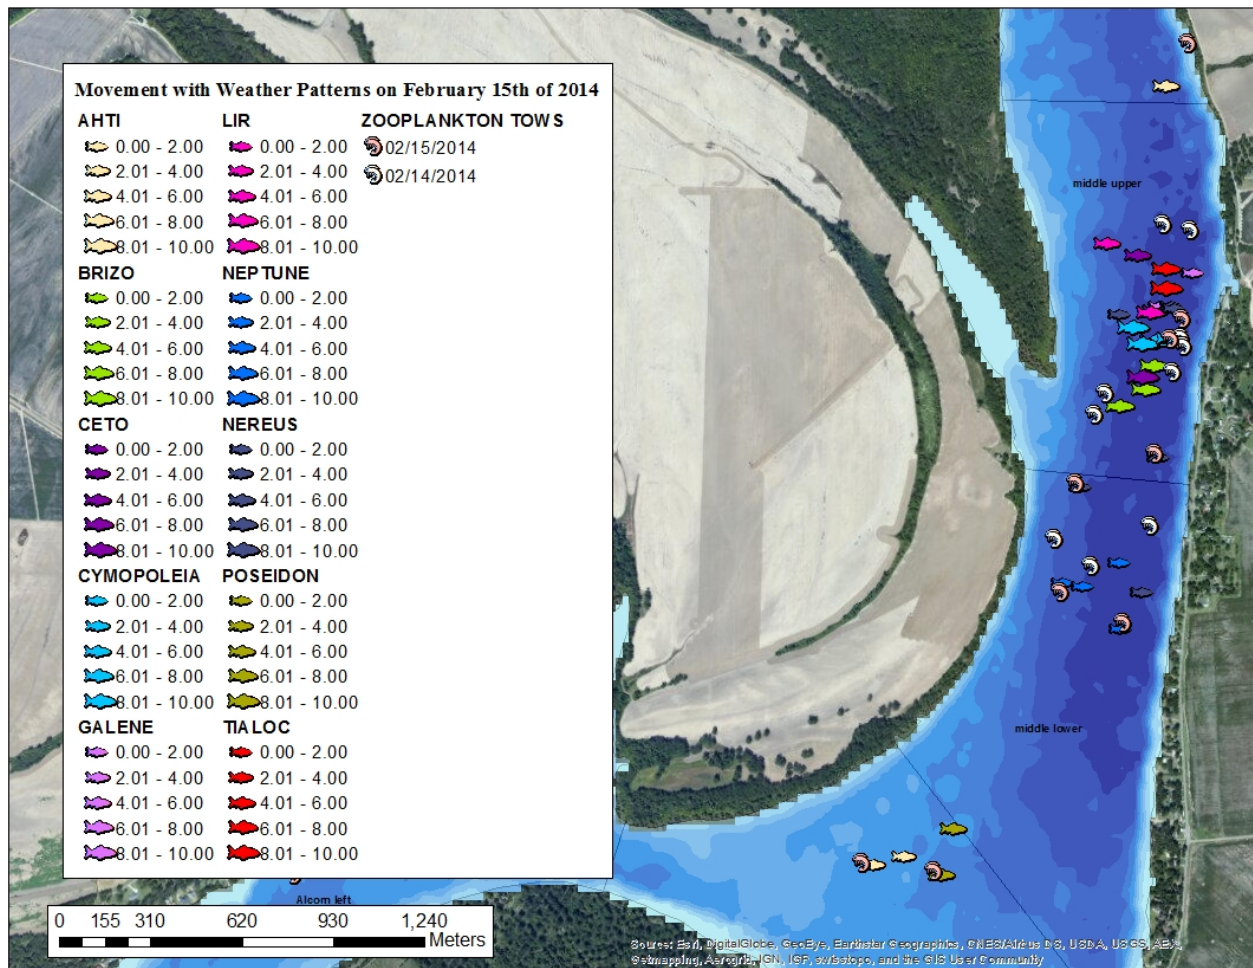 Movement with Weather Patterns on February 15th of 2014
AHTI LIR ZOOPLANKTON TOWS
0.00 - 2.00 0.00 - 2.00 02/15/2014
2.01 - 4.00 2.01 - 4.00 02/14/2014
4.01 - 6.00 4.01 - 6.00
6.01 - 8.00 6.01 - 8.00
8.01 - 10.00 8.01 - 10.00
BRIZO NEPTUNE
0.00 - 2.00 0.00 - 2.00
2.01 - 4.00 2.01 - 4.00
4.01 - 6.00 4.01 - 6.00
6.01 - 8.00 6.01 - 8.00
8.01 - 10.00 8.01 - 10.00
CETO NEREUS
0.00 - 2.00 0.00 - 2.00
2.01 - 4.00 2.01 - 4.00
4.01 - 6.00 4.01 - 6.00
6.01 - 8.00 6.01 - 8.00
8.01 - 10.00 8.01 - 10.00
CYMOPOLEIA POSEIDON
0.00 - 2.00 0.00 - 2.00
2.01 - 4.00 2.01 - 4.00
4.01 - 6.00 4.01 - 6.00
6.01 - 8.00 6.01 - 8.00
8.01 - 10.00 8.01 - 10.00
GALENE TIALOC
0.00 - 2.00 0.00 - 2.00
2.01 - 4.00 2.01 - 4.00
4.01 - 6.00 4.01 - 6.00
6.01 - 8.00 6.01 - 8.00
8.01 - 10.00 8.01 - 10.00
middle upper
middle lower
Alcorn left
0 155 310 620 930 1,240
Meters
Source: Esri, DigitalGlobe, GeoEye, Earthstar Geographics, CNES/Airbus DS, USDA, USGS, AEX,
Getmapping, Aerogrid, IGN, IGP, swisstopo, and the GIS User Community